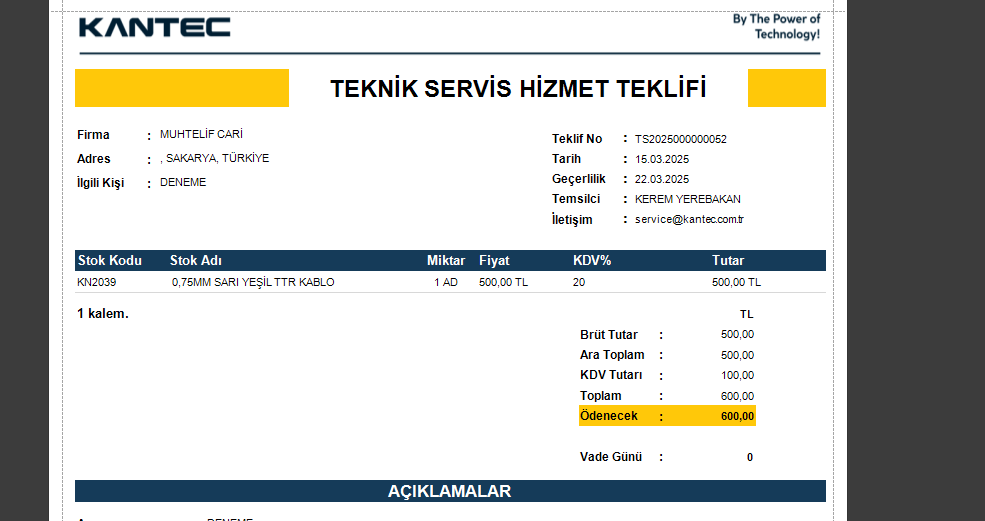 KANTEC
By The Power of
Technology!
TEKNİK SERVİS HİZMET TEKLİFİ
Firma : MUHTELİF CARİ
Adres : , SAKARYA, TÜRKİYE
İlgili Kişi : DENEME
Teklif No : TS2025000000052
Tarih : 15.03.2025
Geçerlilik : 22.03.2025
Temsilci : KEREM YEREBAKAN
İletişim : service@kantec.com.tr
Stok Kodu Stok Adı Miktar Fiyat KDV% Tutar
KN2039 0,75MM SARI YEŞİL TTR KABLO 1 AD 500,00 TL 20 500,00 TL
1 kalem.
TL
Brüt Tutar : 500,00
Ara Toplam : 500,00
KDV Tutarı : 100,00
Toplam : 600,00
Ödenecek : 600,00
Vade Günü : 0
AÇIKLAMALAR
DENEME